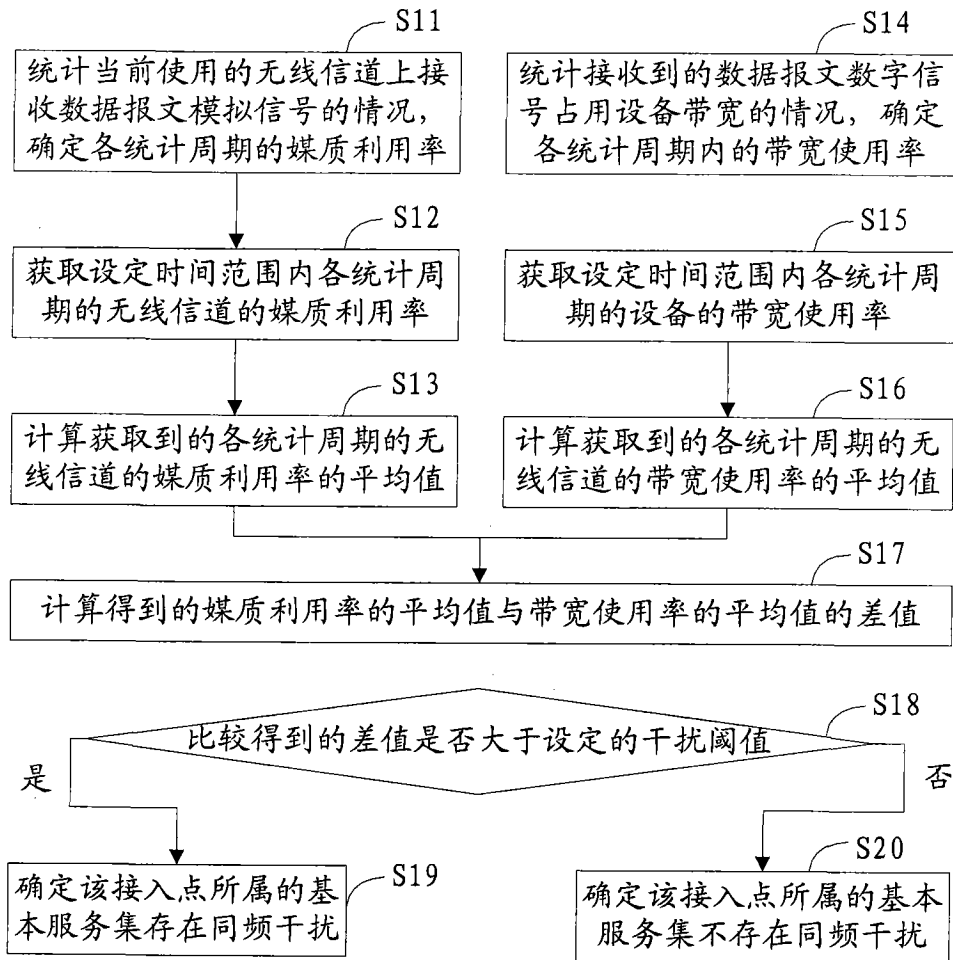 S11
统计当前使用的无线信道上接
收数据报文模拟信号的情况，
确定各统计周期的媒质利用率
S14
统计接收到的数据报文数字信
号占用设备带宽的情况，确定
各统计周期内的带宽使用率
S12
获取设定时间范围内各统计周
期的无线信道的媒质利用率
S15
获取设定时间范围内各统计周
期的设备的带宽使用率
S13
计算获取到的各统计周期的无
线信道的媒质利用率的平均值
S16
计算获取到的各统计周期的无
线信道的带宽使用率的平均值
S17
计算得到的媒质利用率的平均值与带宽使用率的平均值的差值
S18
比较得到的差值是否大于设定的干扰阈值
是
否
S19
确定该接入点所属的基
本服务集存在同频干扰
S20
确定该接入点所属的基本
服务集不存在同频干扰